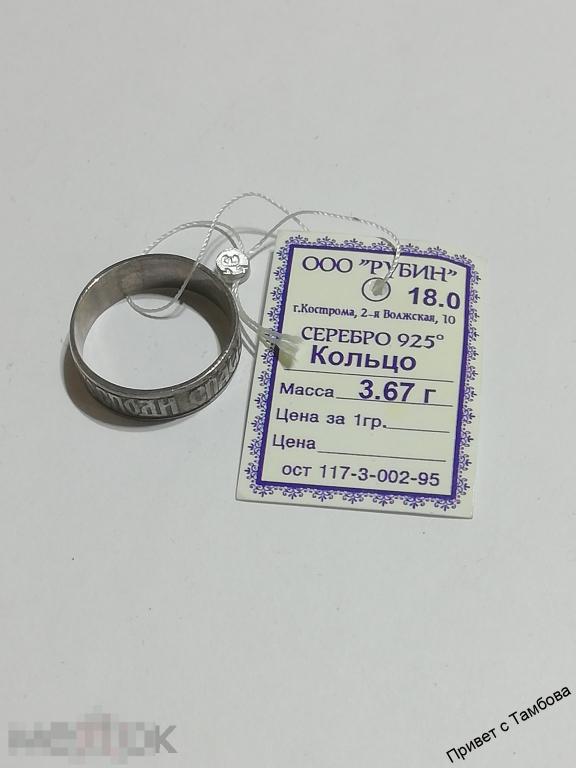 ООО "РУБИН"
18.0
г.Кострома, 2-я Волжская, 10
СЕРЕБРО 925°
Кольцо
Масса 3.67 г
Цена за 1гр.
Цена
ост 117-3-002-95
Привет с Тамбова